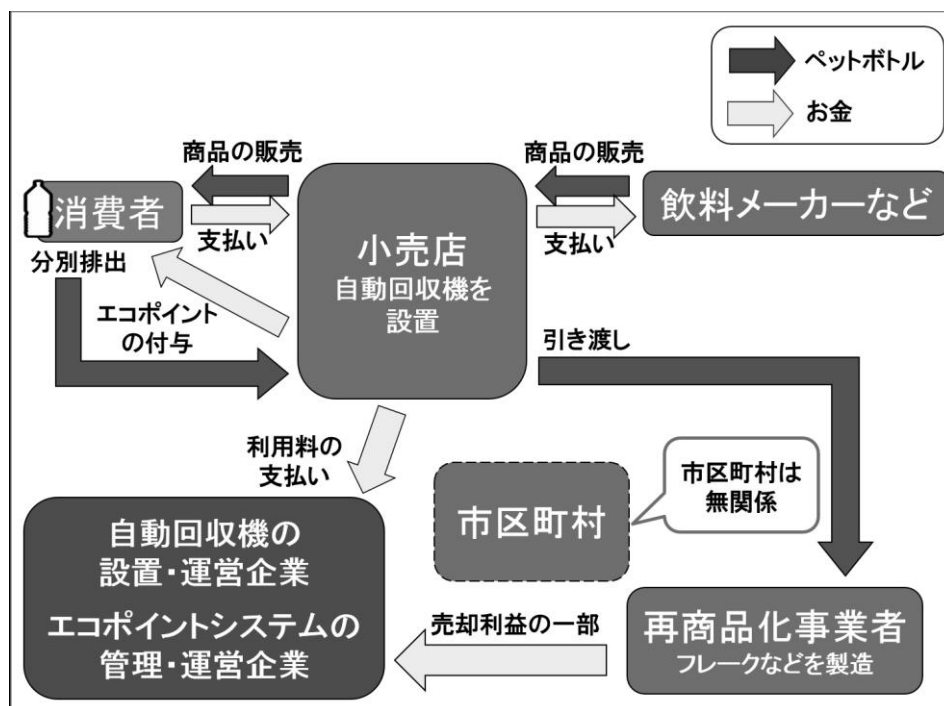 ペットボトル
お金
商品の販売
商品の販売
消費者
支払い
小売店
自動回収機を
設置
支払い
飲料メーカーなど
分別排出
エコポイント
の付与
引き渡し
利用料の
支払い
市区町村
市区町村は
無関係
自動回収機の
設置・運営企業
エコポイントシステムの
管理・運営企業
売却利益の一部
再商品化事業者
フレークなどを製造